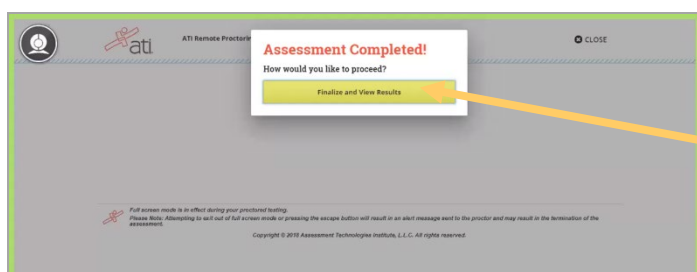 ati
ATI Remote Proctorin
CLOSE
Assessment Completed!
How would you like to proceed?
Finalize and View Results
Full screen mode is in effect during your proctored testing.
Please Note: Attempting to exit out of full screen mode or pressing the escape button will result in an alert message sent to the proctor and may result in the termination of the
assessment.
Copyright © 2019 Assessment Technologies Institute, L.L.C. All rights reserved.